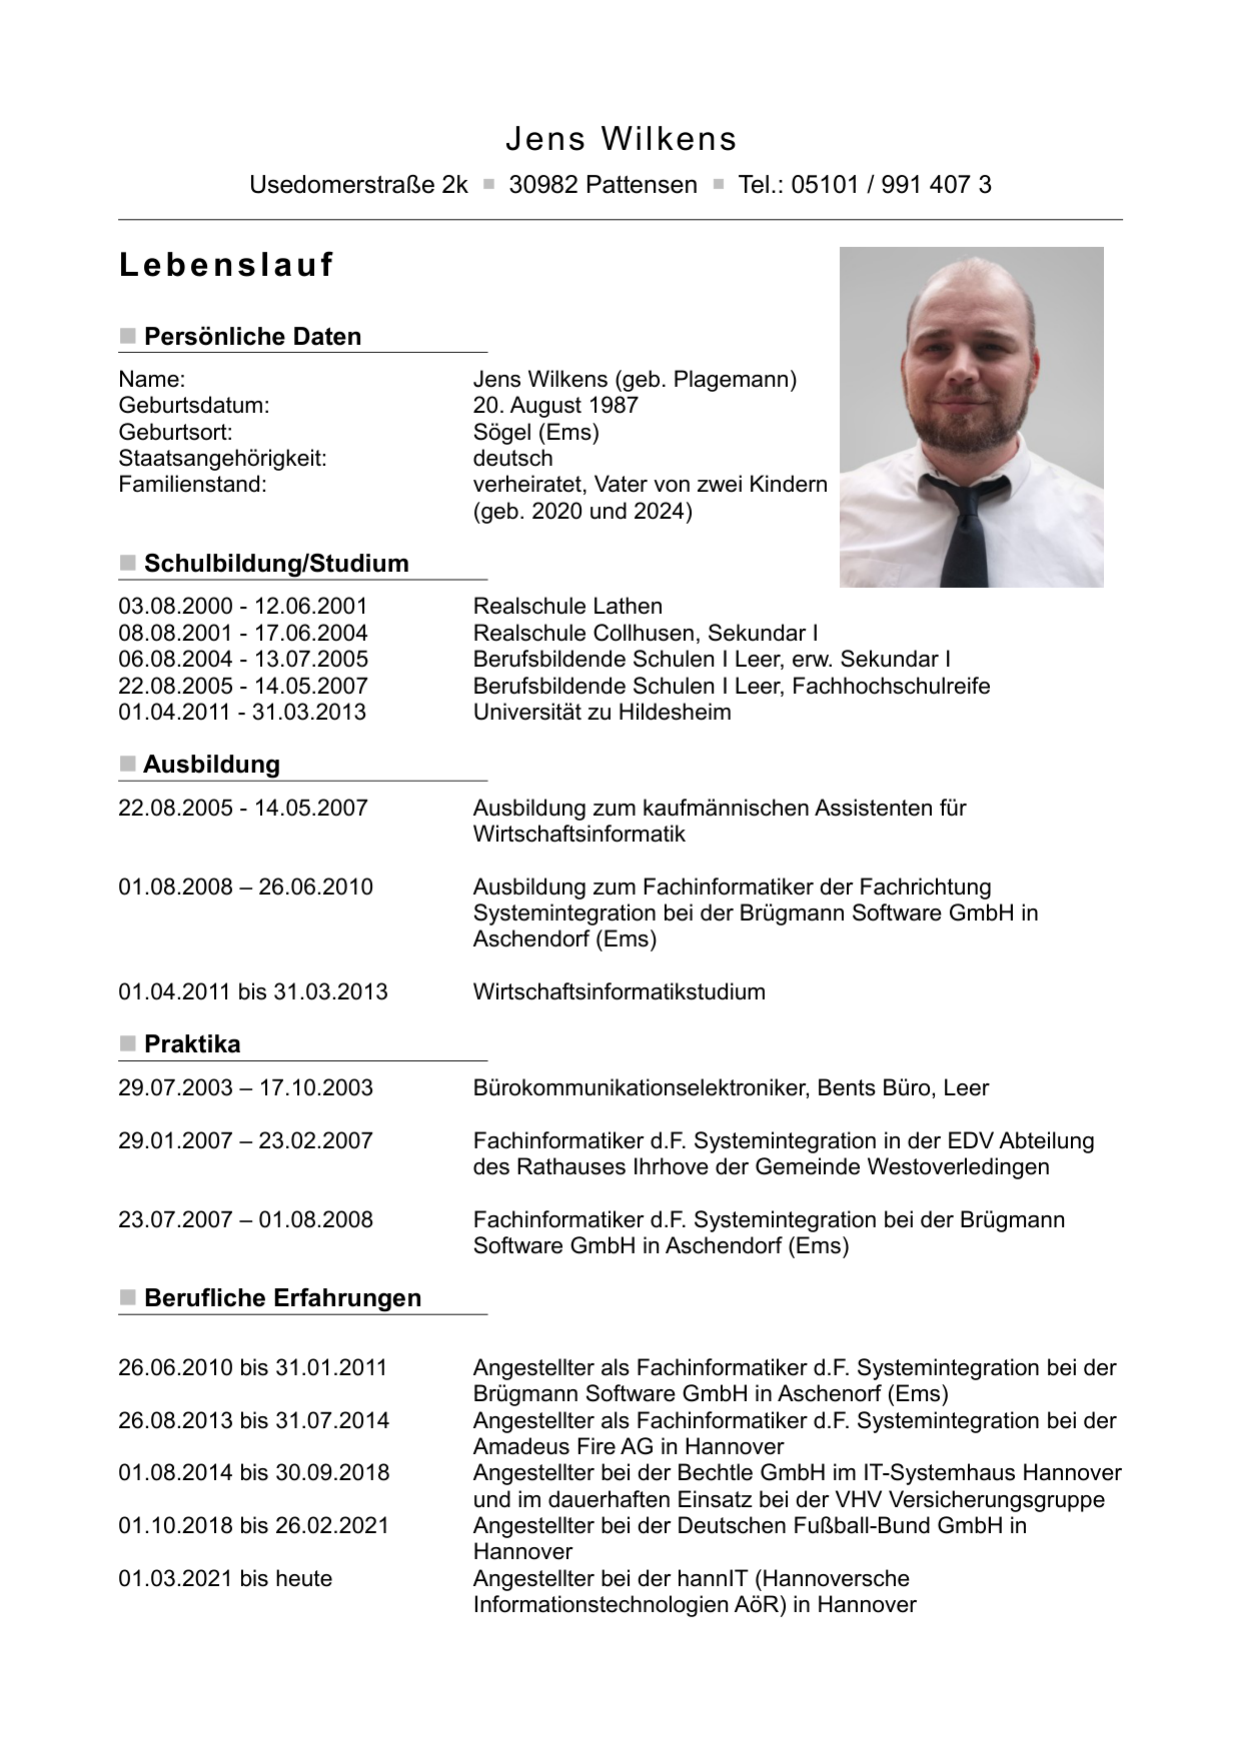 Jens Wilkens
Usedomerstraße 2k ▪ 30982 Pattensen ▪ Tel.: 05101 / 991 407 3
Lebenslauf
Persönliche Daten
Name: Jens Wilkens (geb. Plagemann)
Geburtsdatum: 20. August 1987
Geburtsort: Sögel (Ems)
Staatsangehörigkeit: deutsch
Familienstand: verheiratet, Vater von zwei Kindern
(geb. 2020 und 2024)
Schulbildung/Studium
03.08.2000 - 12.06.2001 Realschule Lathen
08.08.2001 - 17.06.2004 Realschule Collhusen, Sekundar I
06.08.2004 - 13.07.2005 Berufsbildende Schulen I Leer, erw. Sekundar I
22.08.2005 - 14.05.2007 Berufsbildende Schulen I Leer, Fachhochschulreife
01.04.2011 - 31.03.2013 Universität zu Hildesheim
Ausbildung
22.08.2005 - 14.05.2007 Ausbildung zum kaufmännischen Assistenten für
Wirtschaftsinformatik
01.08.2008 – 26.06.2010 Ausbildung zum Fachinformatiker der Fachrichtung
Systemintegration bei der Brügmann Software GmbH in
Aschendorf (Ems)
01.04.2011 bis 31.03.2013 Wirtschaftsinformatikstudium
Praktika
29.07.2003 – 17.10.2003 Bürokommunikationselektroniker, Bents Büro, Leer
29.01.2007 – 23.02.2007 Fachinformatiker d.F. Systemintegration in der EDV Abteilung
des Rathauses Ihrhove der Gemeinde Westoverledingen
23.07.2007 – 01.08.2008 Fachinformatiker d.F. Systemintegration bei der Brügmann
Software GmbH in Aschendorf (Ems)
Berufliche Erfahrungen
26.06.2010 bis 31.01.2011 Angestellter als Fachinformatiker d.F. Systemintegration bei der
Brügmann Software GmbH in Aschenorf (Ems)
26.08.2013 bis 31.07.2014 Angestellter als Fachinformatiker d.F. Systemintegration bei der
Amadeus Fire AG in Hannover
01.08.2014 bis 30.09.2018 Angestellter bei der Bechtle GmbH im IT-Systemhaus Hannover
und im dauerhaften Einsatz bei der VHV Versicherungsgruppe
01.10.2018 bis 26.02.2021 Angestellter bei der Deutschen Fußball-Bund GmbH in
Hannover
01.03.2021 bis heute Angestellter bei der hannIT (Hannoversche
Informationstechnologien AöR) in Hannover